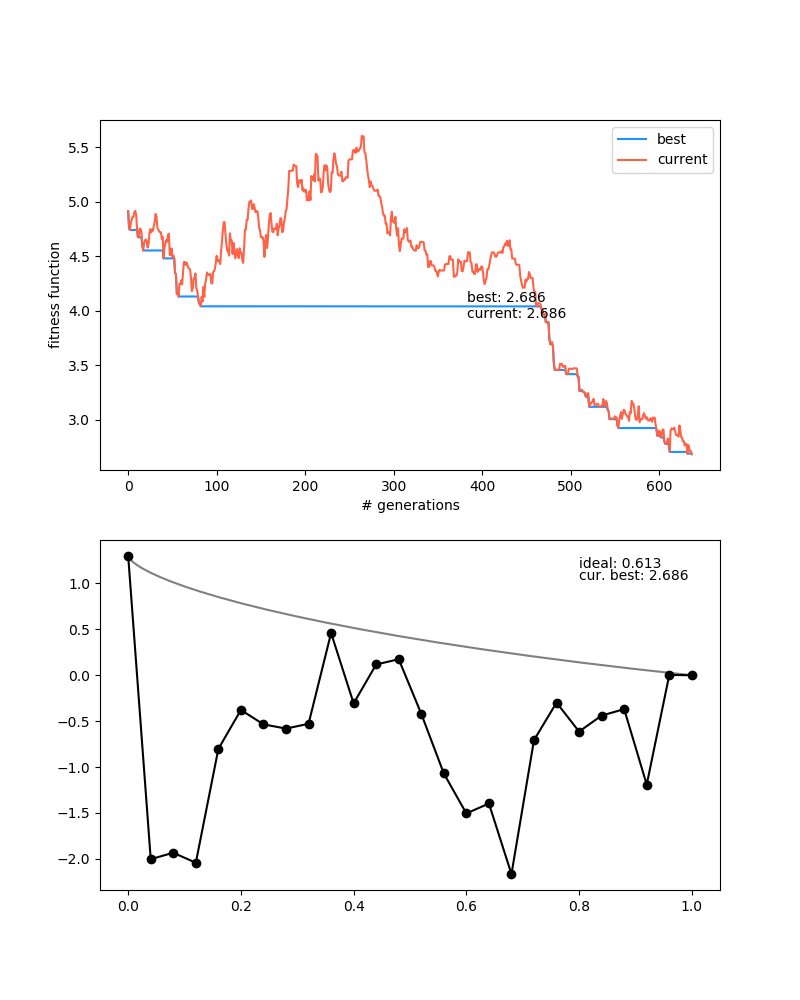 5.5
5.0
4.5
4.0
3.5
3.0
fitness function
best
current
best: 2.686
current: 2.686
0 100 200 300 400 500 600
# generations
1.0
0.5
0.0
−0.5
−1.0
−1.5
−2.0
ideal: 0.613
cur. best: 2.686
0.0 0.2 0.4 0.6 0.8 1.0